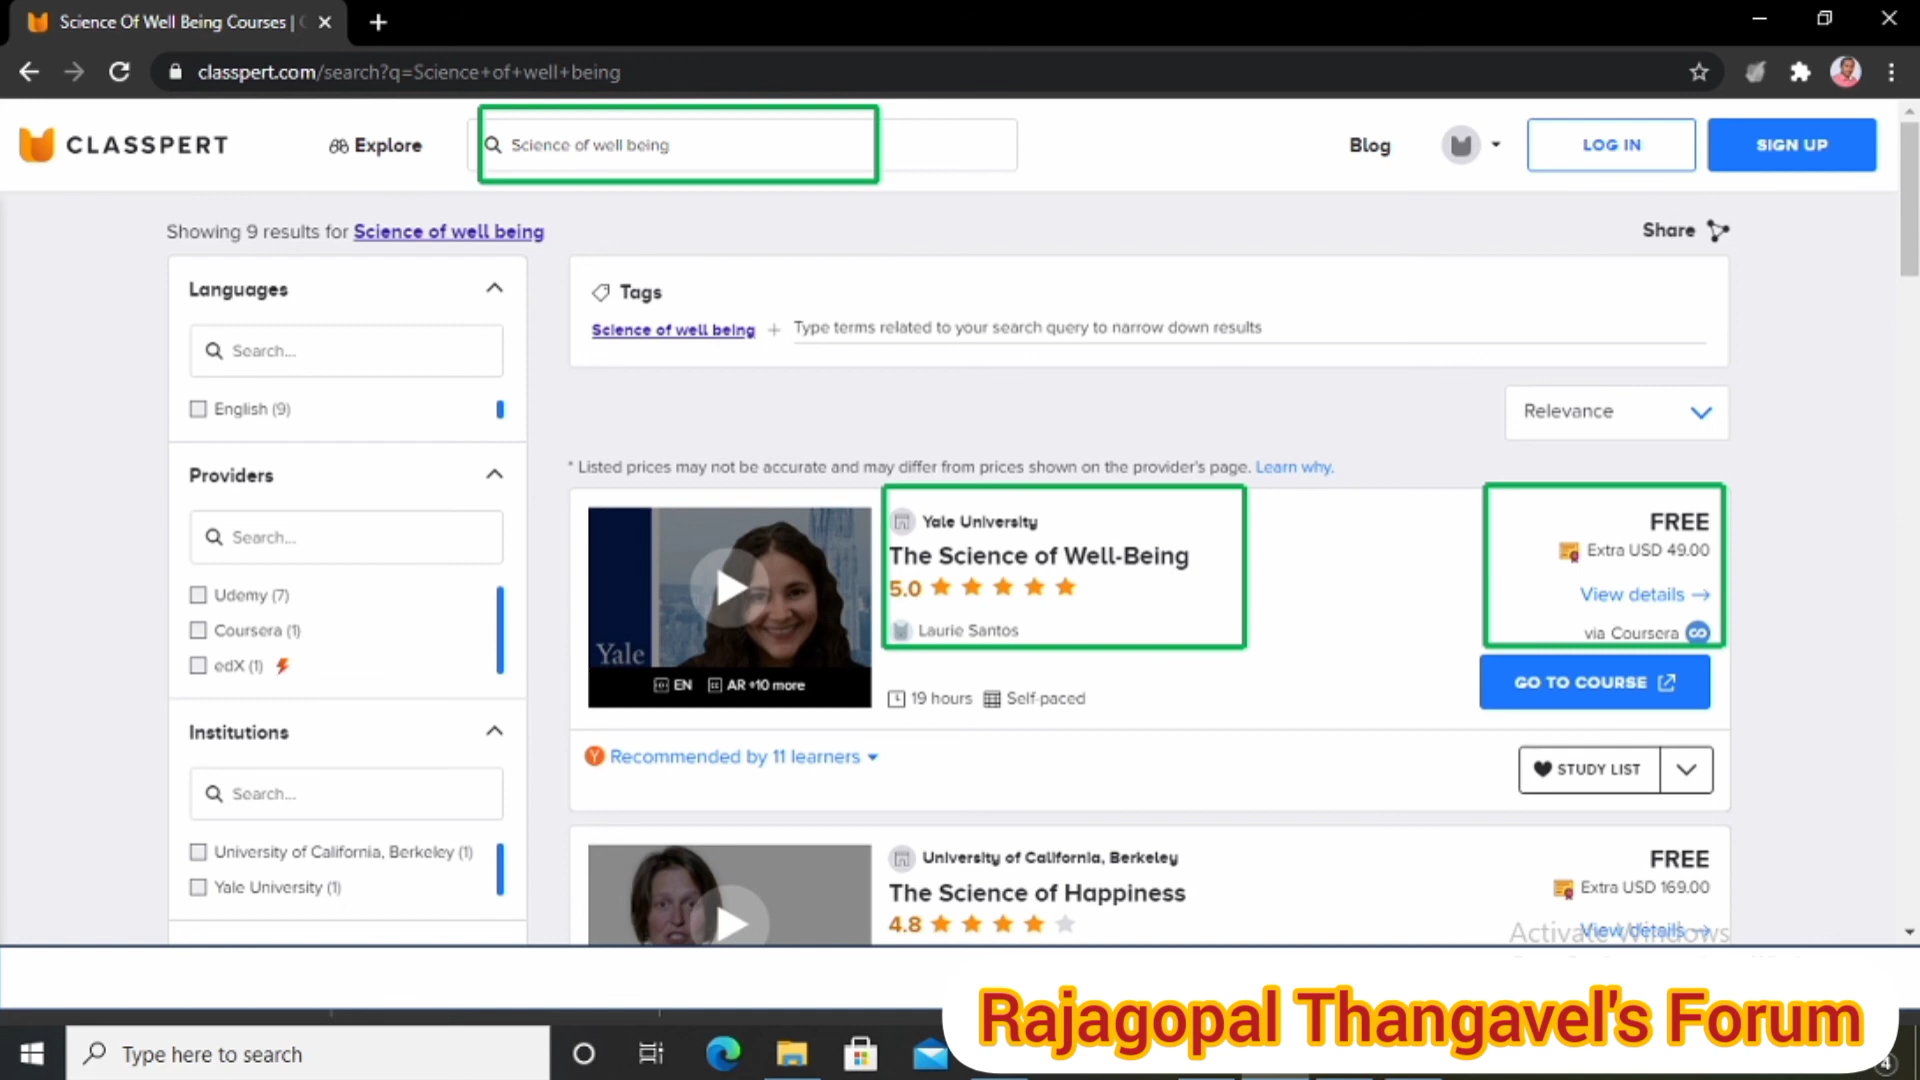 Science Of Well Being Courses |
classpert.com/search?q=Science+of+well+being
CLASSPERT
Explore
Science of well being
Blog
LOG IN
SIGN UP
Showing 9 results for Science of well being
Share
Languages
Search...
English (9)
Providers
Search...
Udemy (7)
Coursera (1)
edX (1)
Institutions
Search...
University of California, Berkeley (1)
Yale University (1)
Tags
Science of well being + Type terms related to your search query to narrow down results
Relevance
* Listed prices may not be accurate and may differ from prices shown on the provider's page. Learn why.
Yale
EN AR +10 more
Yale University
The Science of Well-Being
5.0
Laurie Santos
19 hours Self-paced
FREE
Extra USD 49.00
View details →
via Coursera
GO TO COURSE
Recommended by 11 learners
STUDY LIST
University of California, Berkeley
The Science of Happiness
4.8
FREE
Extra USD 169.00
View details →
Activate Windows
Rajagopal Thangavel's Forum
Type here to search
4